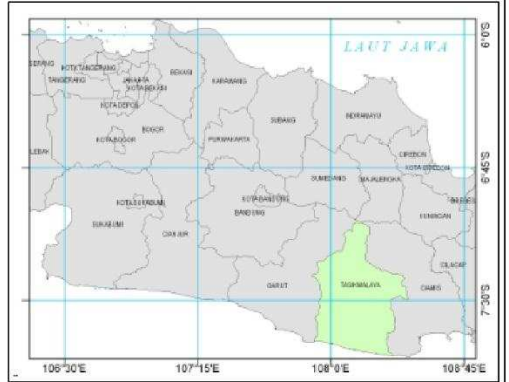 LAUT JAWA
6°0'S
SERANG
KOTA TANGERANG
TANGERANG
JAKARTA
KOTA BEKASI
BEKASI
KARAWANG
KOTA DEPOK
SUBANG
INDRAMAYU
BOGOR
KOTA BOGOR
PURWAKARTA
LEBAK
CIREBON
KOTA CIREBON
6°45'S
SUMEDANG
MAJALENGKA
KOTA SUKABUMI
KOTA BANDUNG
BREBES
SUKABUMI
BANDUNG
KUNINGAN
CIANJUR
CILACAP
GARUT
TASIKMALAYA
CIAMIS
7°30'S
106°30'E
107°15'E
108°0'E
108°45'E